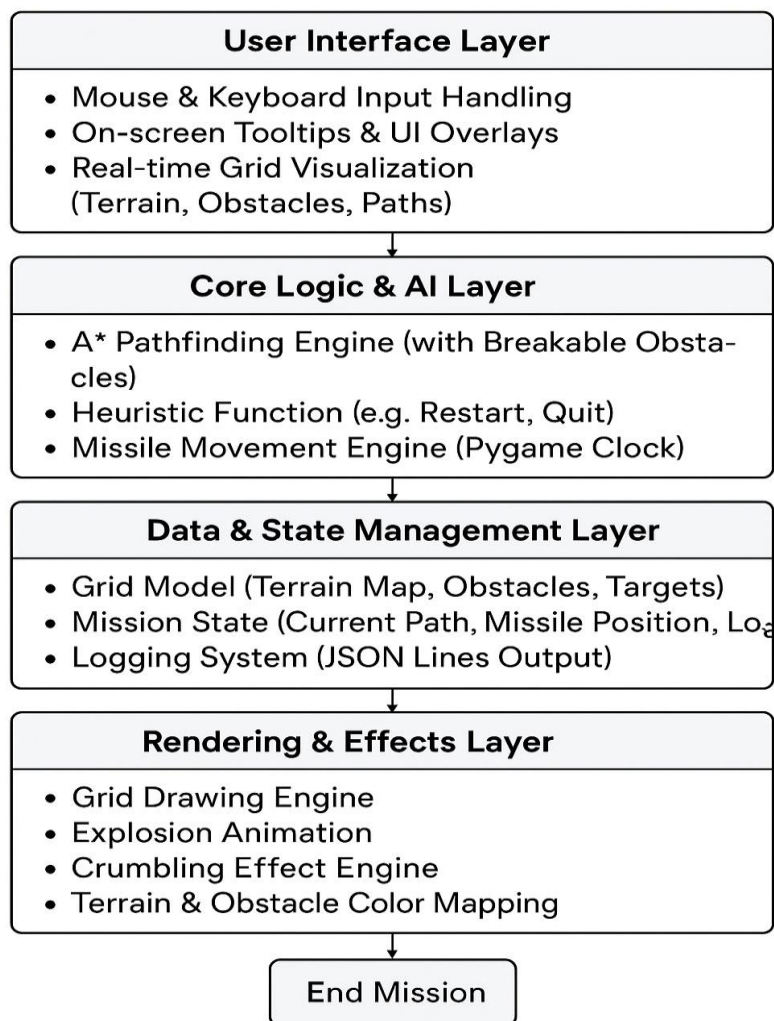 User Interface Layer
• Mouse & Keyboard Input Handling
• On-screen Tooltips & UI Overlays
• Real-time Grid Visualization
(Terrain, Obstacles, Paths)
Core Logic & AI Layer
• A* Pathfinding Engine (with Breakable Obsta-
cles)
• Heuristic Function (e.g. Restart, Quit)
• Missile Movement Engine (Pygame Clock)
Data & State Management Layer
• Grid Model (Terrain Map, Obstacles, Targets)
• Mission State (Current Path, Missile Position,
• Logging System (JSON Lines Output)
Rendering & Effects Layer
• Grid Drawing Engine
• Explosion Animation
• Crumbling Effect Engine
• Terrain & Obstacle Color Mapping
End Mission